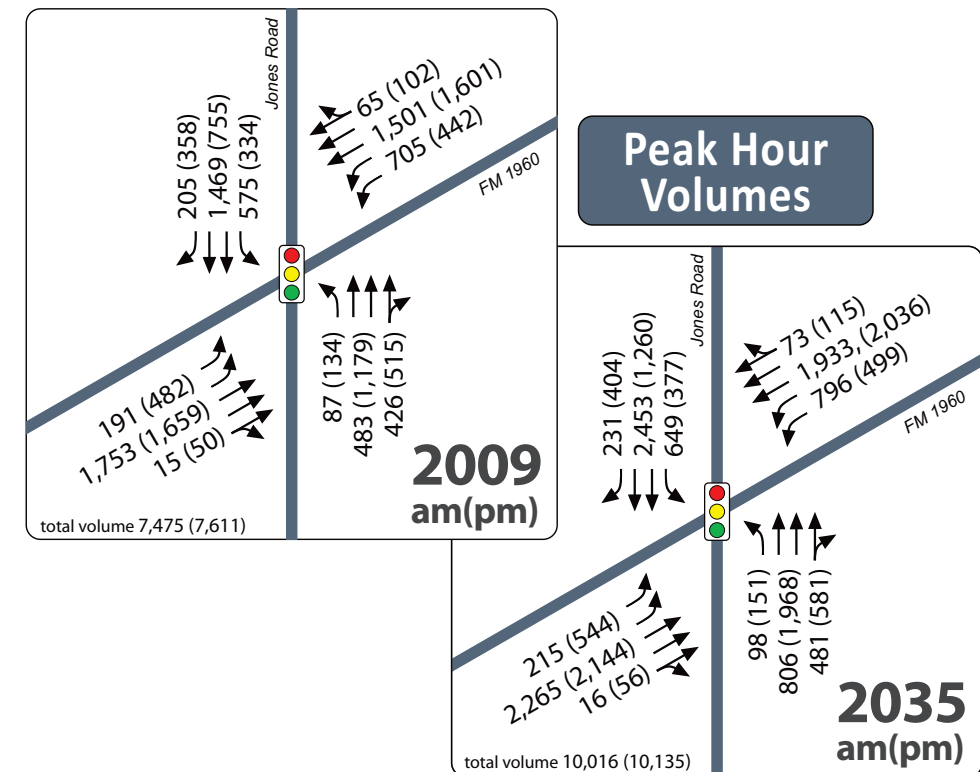 Peak Hour
Volumes
Jones Road
205 (358)
1,469 (755)
575 (334)
65 (102)
1,501 (1,601)
705 (442)
FM 1960
191 (482)
1,753 (1,659)
15 (50)
87 (134)
483 (1,179)
426 (515)
2009
am(pm)
total volume 7,475 (7,611)
Jones Road
231 (404)
2,453 (1,260)
649 (377)
73 (115)
1,933, (2,036)
796 (499)
FM 1960
215 (544)
2,265 (2,144)
16 (56)
98 (151)
806 (1,968)
481 (581)
2035
am(pm)
total volume 10,016 (10,135)